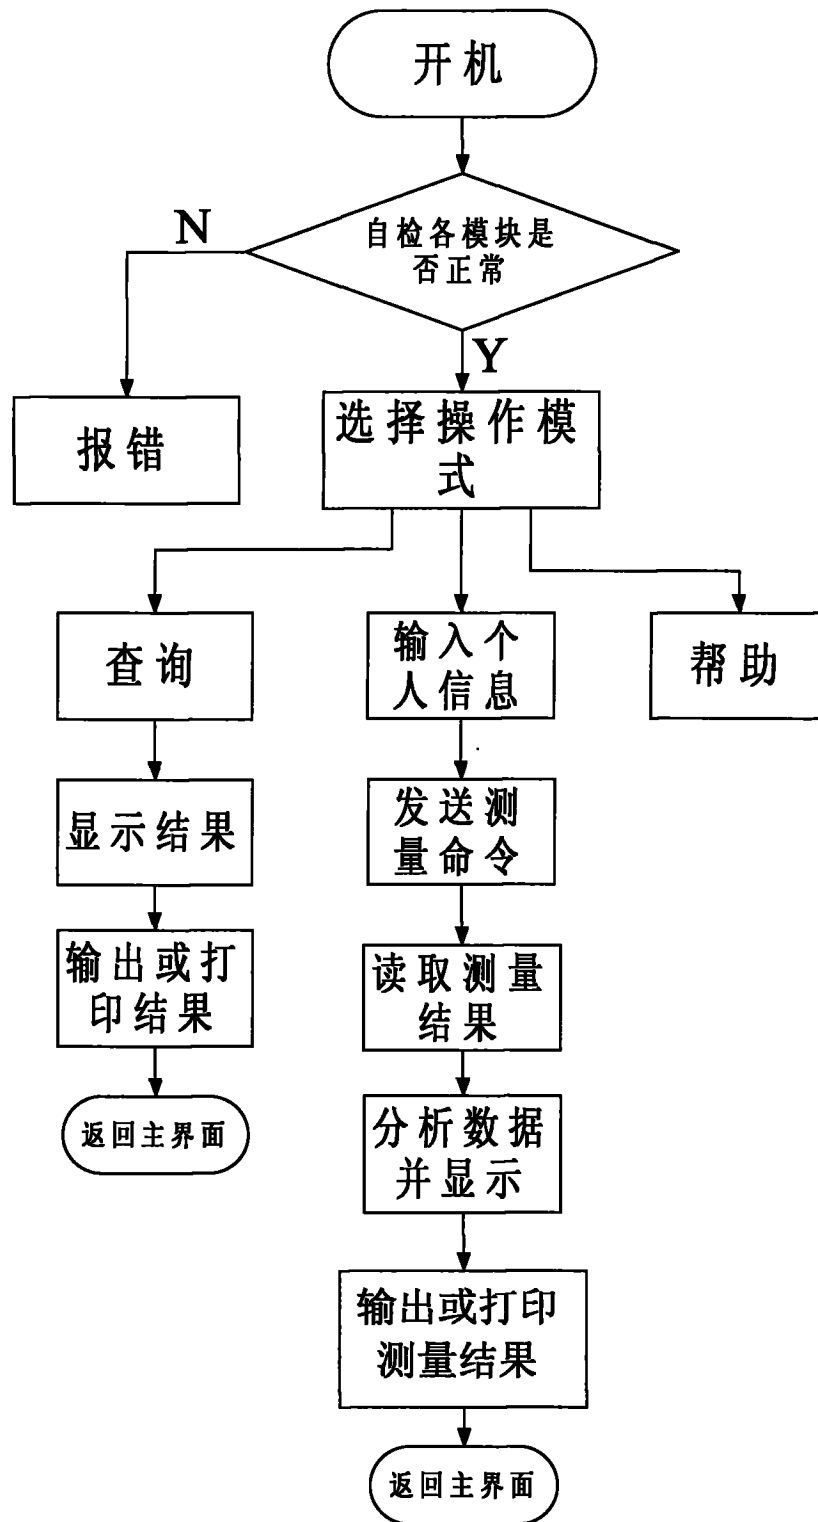 开机
自检各模块是
否正常
N
Y
报错
选择操作模
式
查询
输入个
人信息
帮助
显示结果
发送测
量命令
输出或打
印结果
读取测量
结果
返回主界面
分析数据
并显示
输出或打印
测量结果
返回主界面